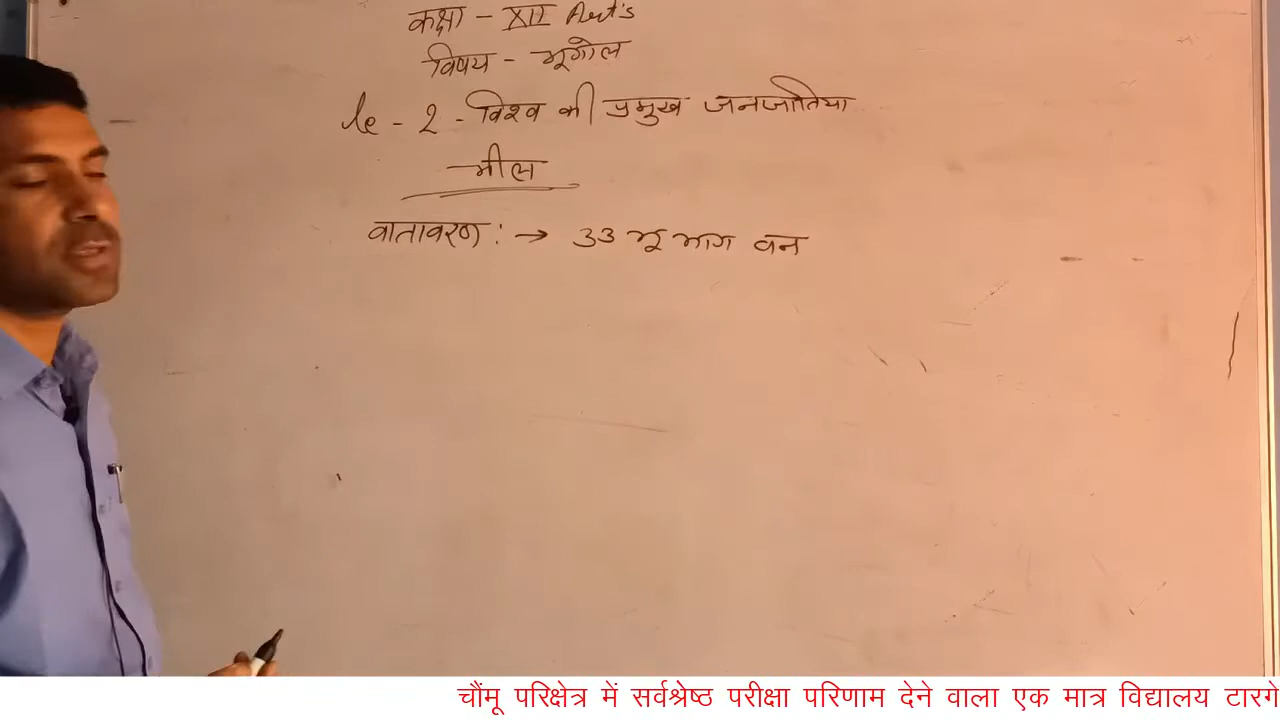 कक्षा - XII Art's
विषय - भूगोल
le - 2 - विश्व की प्रमुख जनजातिया
भील
वातावरण : → 33 भू भाग वन
चौंमू परिक्षेत्र में सर्वश्रेष्ठ परीक्षा परिणाम देने वाला एक मात्र विद्यालय टारगे